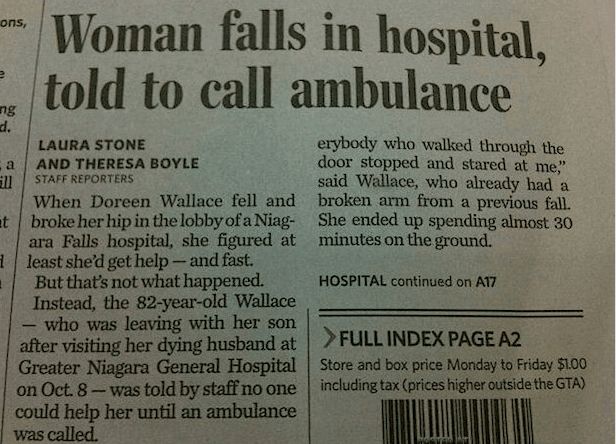 ons,
e
ng
d.
, a
ill
at
d
Woman falls in hospital,
told to call ambulance
LAURA STONE
AND THERESA BOYLE
STAFF REPORTERS
When Doreen Wallace fell and
broke her hip in the lobby of a Niag-
ara Falls hospital, she figured at
least she'd get help — and fast.
But that's not what happened.
Instead, the 82-year-old Wallace
— who was leaving with her son
after visiting her dying husband at
Greater Niagara General Hospital
on Oct. 8 — was told by staff no one
could help her until an ambulance
was called.
erybody who walked through the
door stopped and stared at me,"
said Wallace, who already had a
broken arm from a previous fall.
She ended up spending almost 30
minutes on the ground.
HOSPITAL continued on A17
>FULL INDEX PAGE A2
Store and box price Monday to Friday $1.00
including tax (prices higher outside the GTA)